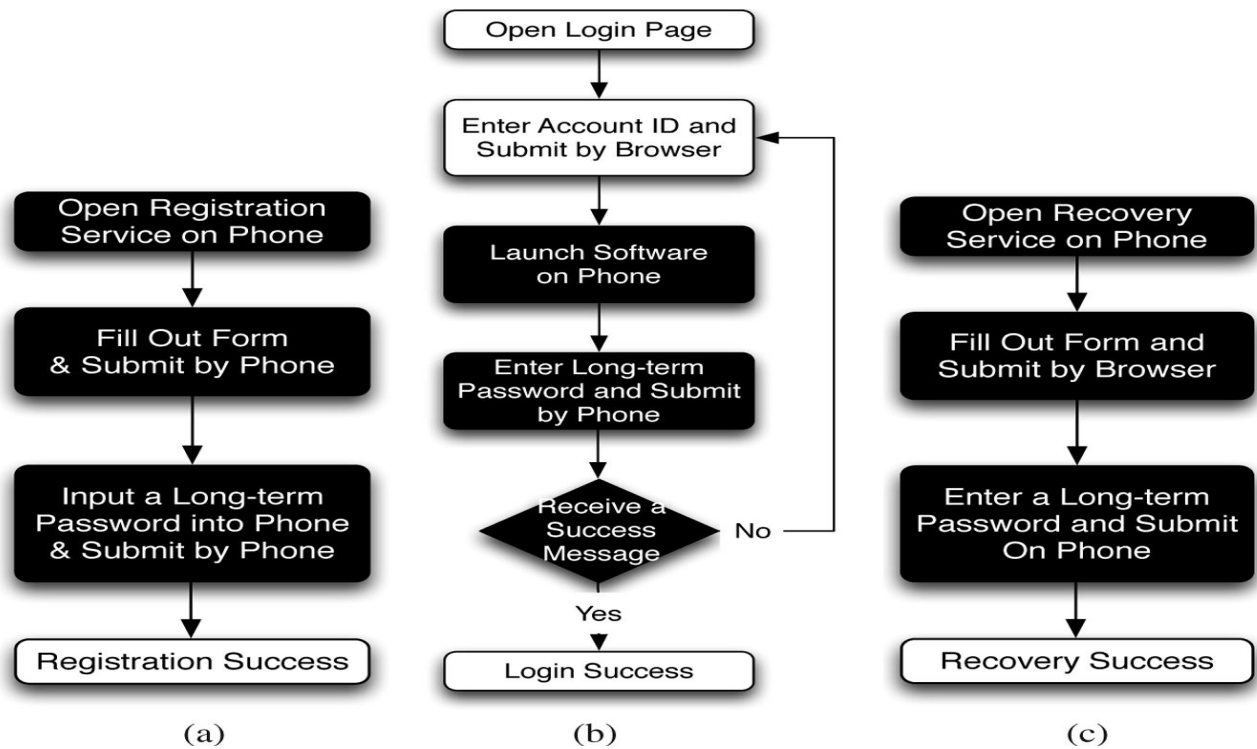 Open Registration
Service on Phone
Fill Out Form
& Submit by Phone
Input a Long-term
Password into Phone
& Submit by Phone
Registration Success
(a)
Open Login Page
Enter Account ID and
Submit by Browser
Launch Software
on Phone
Enter Long-term
Password and Submit
by Phone
Receive a
Success
Message
No
Yes
Login Success
(b)
Open Recovery
Service on Phone
Fill Out Form and
Submit by Browser
Enter a Long-term
Password and Submit
On Phone
Recovery Success
(c)